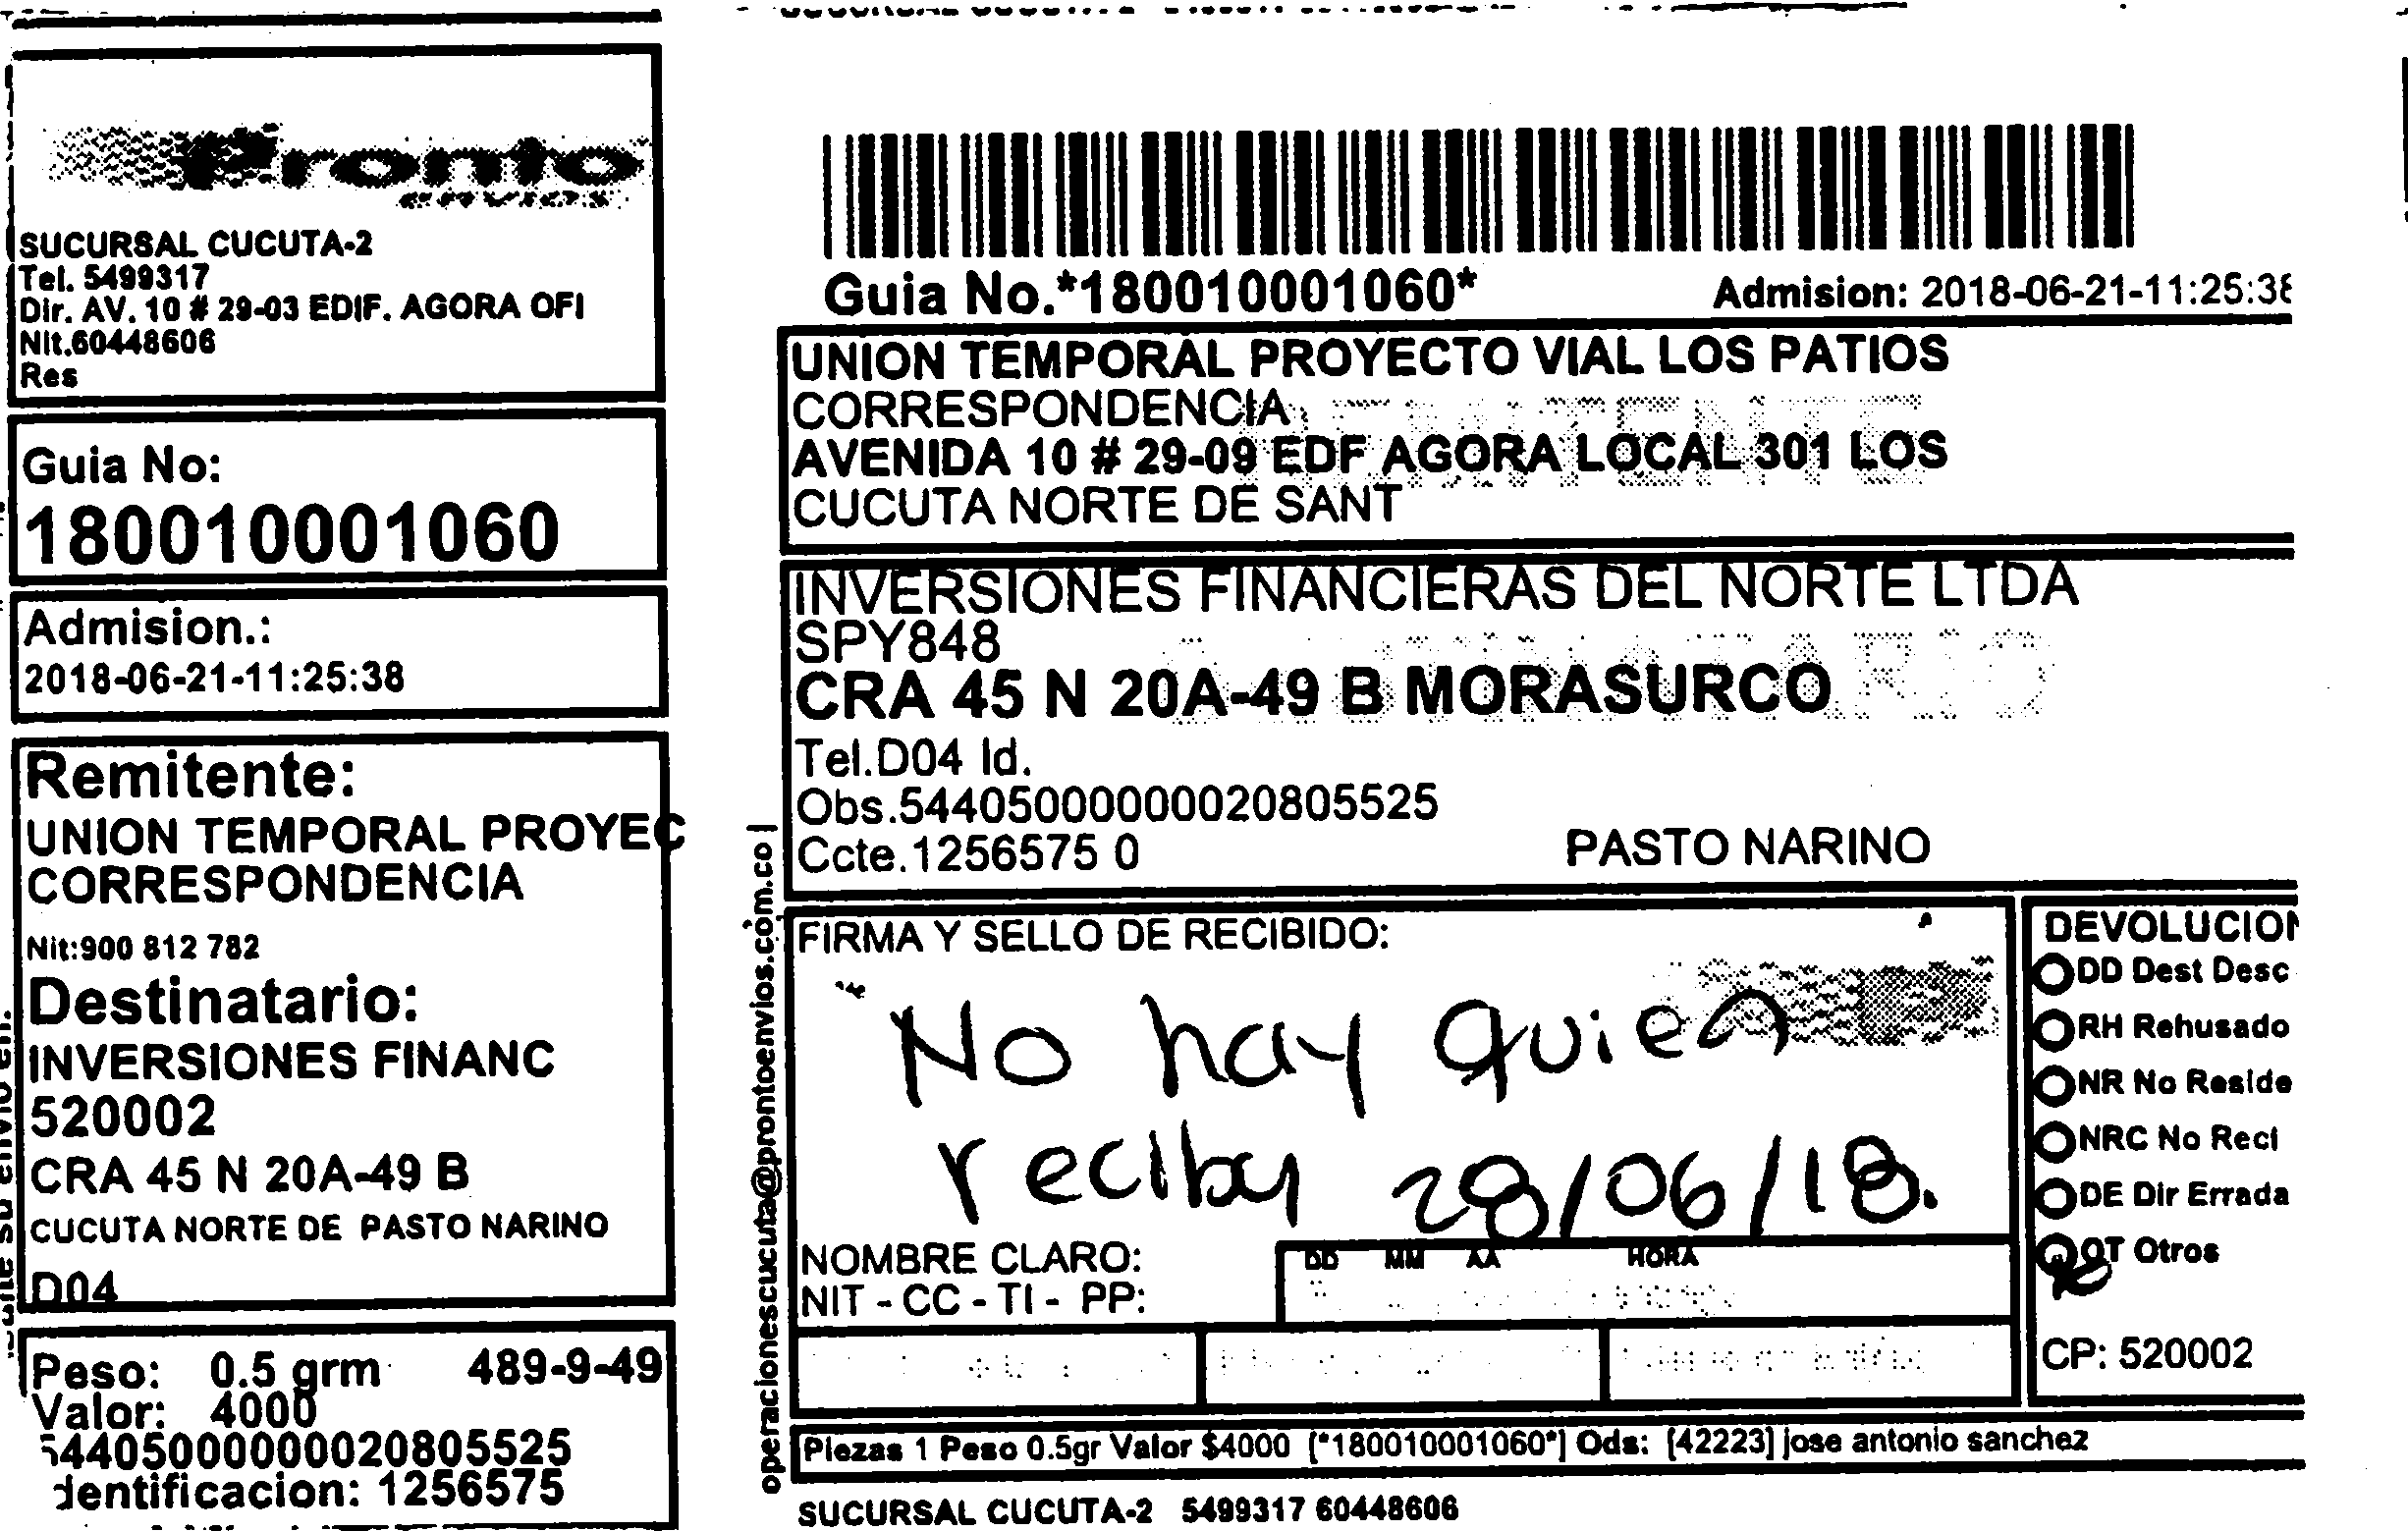 Pronto
envios
SUCURSAL CUCUTA-2
Tel. 5499317
Dir. AV. 10 # 29-03 EDIF. AGORA OFI
Nit.60448606
Res
Guia No:
180010001060
Admision.:
2018-06-21-11:25:38
Remitente:
UNION TEMPORAL PROYEC
CORRESPONDENCIA
Nit:900 812 782
Destinatario:
INVERSIONES FINANC
520002
CRA 45 N 20A-49 B
CUCUTA NORTE DE PASTO NARINO
D04
Peso: 0.5 grm 489-9-49
Valor: 4000
544050000000020805525
dentificacion: 1256575
operacionescucuta@prontoenvios.com.co |
Guia No.*180010001060*
Admision: 2018-06-21-11:25:38
UNION TEMPORAL PROYECTO VIAL LOS PATIOS
CORRESPONDENCIA
REMITENTE
AVENIDA 10 # 29-09 EDF AGORA LOCAL 301 LOS
CUCUTA NORTE DE SANT
INVERSIONES FINANCIERAS DEL NORTE LTDA
SPY848
DESTINATARIO
CRA 45 N 20A-49 B MORASURCO
Tel.D04 Id.
Obs.544050000000020805525
Ccte.1256575 0
PASTO NARINO
FIRMA Y SELLO DE RECIBIDO:
No hay quien
reciba 28/06/18.
NOMBRE CLARO:
NIT - CC - TI - PP:
DD MM AA HORA
DEVOLUCION
DD Dest Desc
RH Rehusado
NR No Reside
NRC No Reci
DE Dir Errada
OT Otros
CP: 520002
Piezas 1 Peso 0.5gr Valor $4000 [*180010001060*] Ods: [42223] jose antonio sanchez
SUCURSAL CUCUTA-2 5499317 60448606